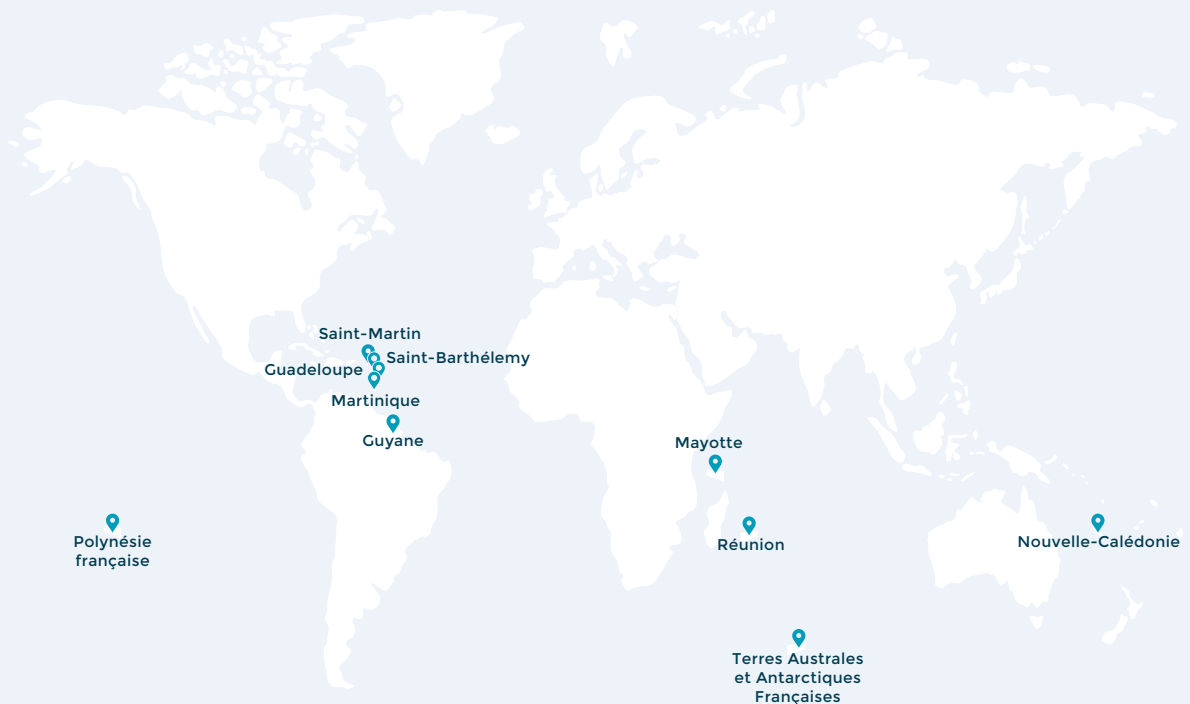 Saint-Martin
Saint-Barthélemy
Guadeloupe
Martinique
Guyane
Mayotte
Polynésie
française
Réunion
Nouvelle-Calédonie
Terres Australes
et Antarctiques
Françaises